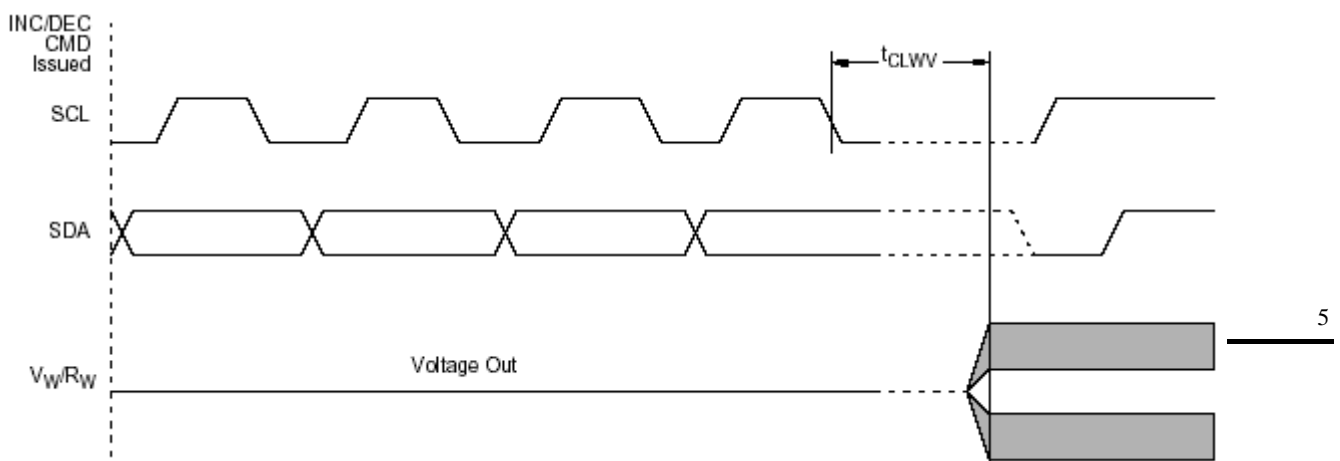 INC/DEC
CMD
Issued
tCLWV
SCL
SDA
5
Voltage Out
VW/RW